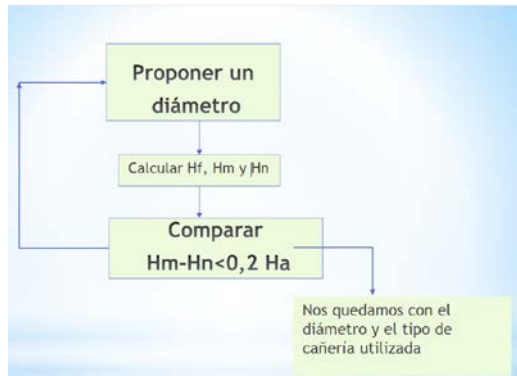 Proponer un
diámetro
Calcular Hf, Hm y Hn
Comparar
Hm-Hn<0,2 Ha
Nos quedamos con el
diámetro y el tipo de
cañería utilizada